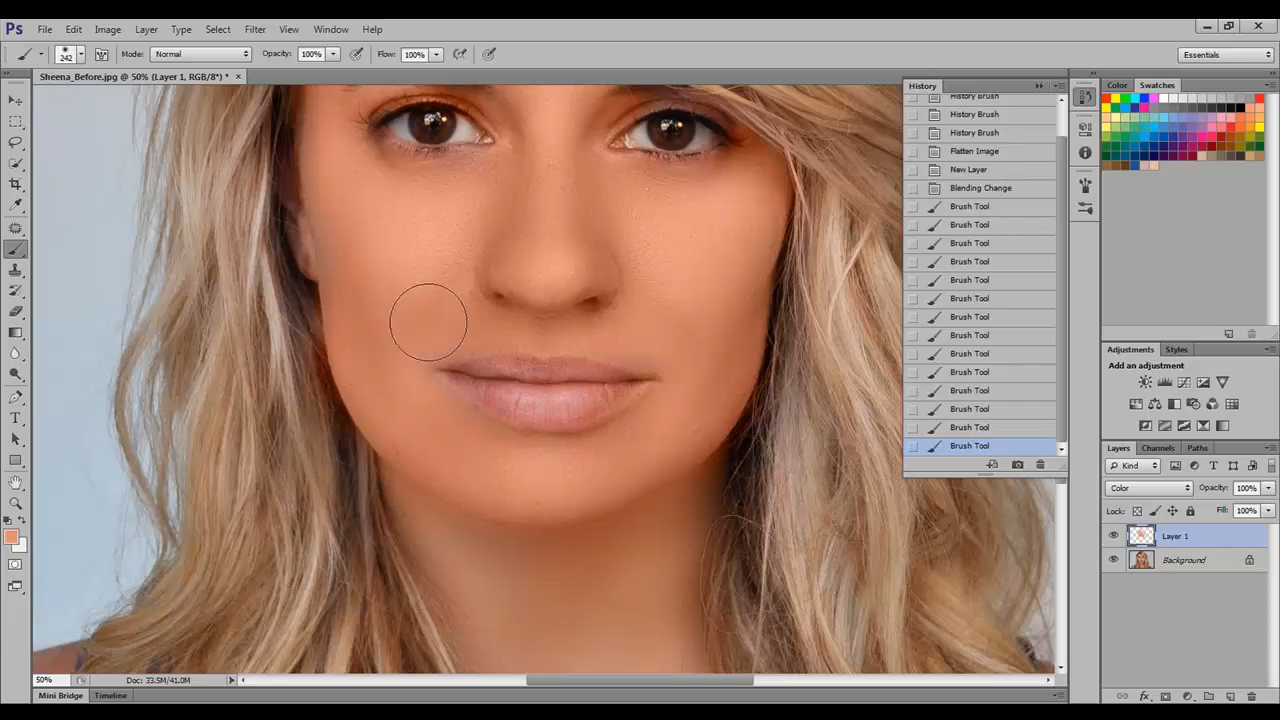 Ps File Edit Image Layer Type Select Filter View Window Help
242 Mode: Normal Opacity: 100% Flow: 100% Essentials
Sheena_Before.jpg @ 50% (Layer 1, RGB/8*) * ×
History
History Brush
History Brush
History Brush
Flatten Image
New Layer
Blending Change
Brush Tool
Brush Tool
Brush Tool
Brush Tool
Brush Tool
Brush Tool
Brush Tool
Brush Tool
Brush Tool
Brush Tool
Brush Tool
Brush Tool
Brush Tool
Brush Tool
Color Swatches
Adjustments Styles
Add an adjustment
Layers Channels Paths
Kind
Color Opacity: 100%
Lock: Fill: 100%
Layer 1
Background
50% Doc: 33.5M/41.0M
Mini Bridge Timeline